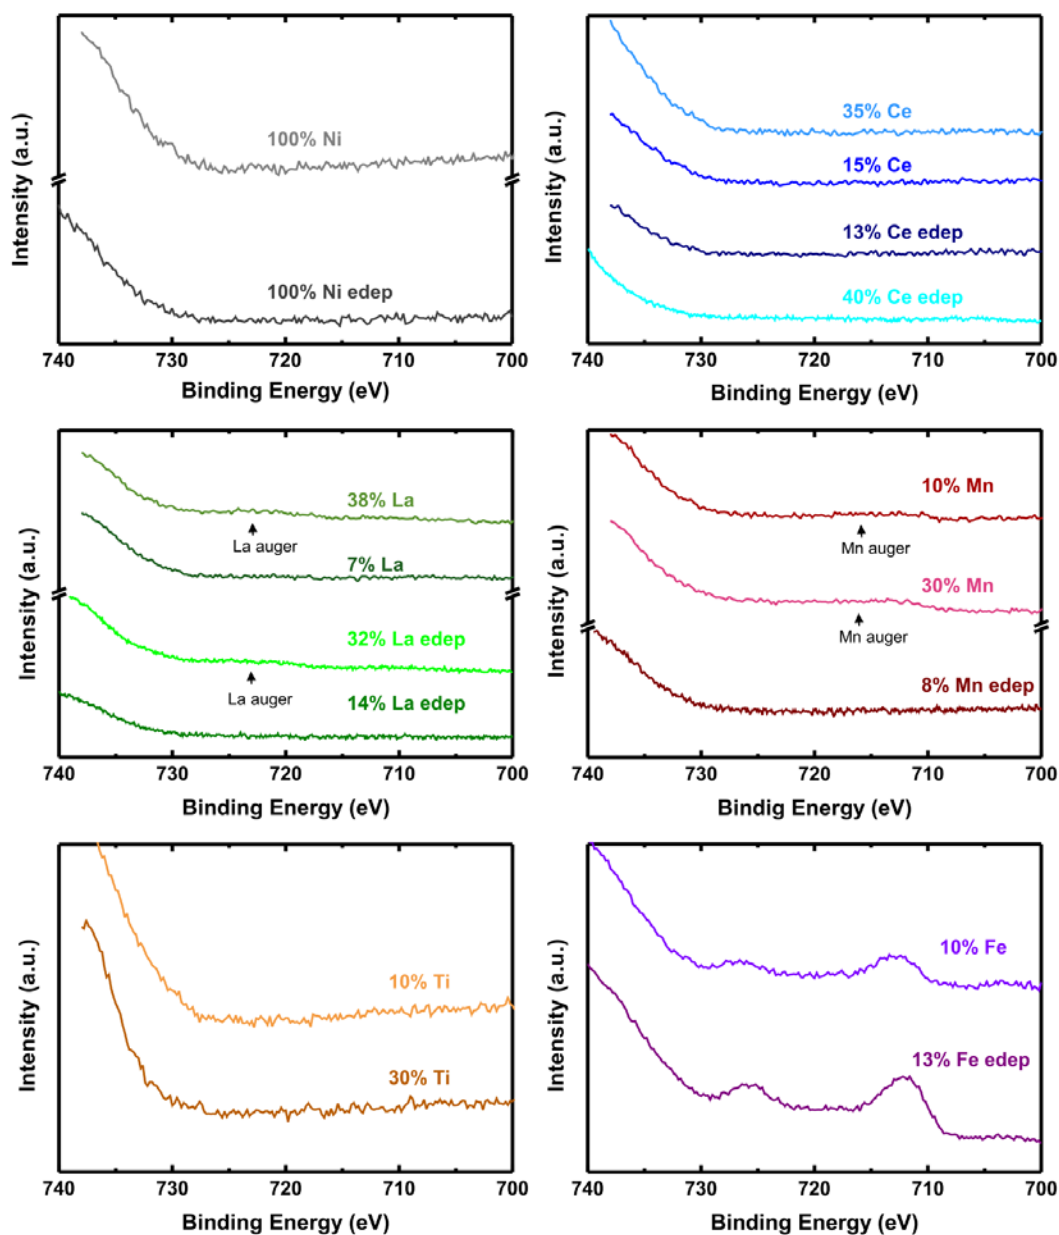 Intensity (a.u.)
100% Ni
100% Ni edep
740 730 720 710 700
Binding Energy (eV)
Intensity (a.u.)
35% Ce
15% Ce
13% Ce edep
40% Ce edep
740 730 720 710 700
Binding Energy (eV)
Intensity (a.u.)
38% La
La auger
7% La
32% La edep
La auger
14% La edep
740 730 720 710 700
Binding Energy (eV)
Intensity (a.u.)
10% Mn
Mn auger
30% Mn
Mn auger
8% Mn edep
740 730 720 710 700
Bindig Energy (eV)
Intensity (a.u.)
10% Ti
30% Ti
740 730 720 710 700
Binding Energy (eV)
Intensity (a.u.)
10% Fe
13% Fe edep
740 730 720 710 700
Binding Energy (eV)